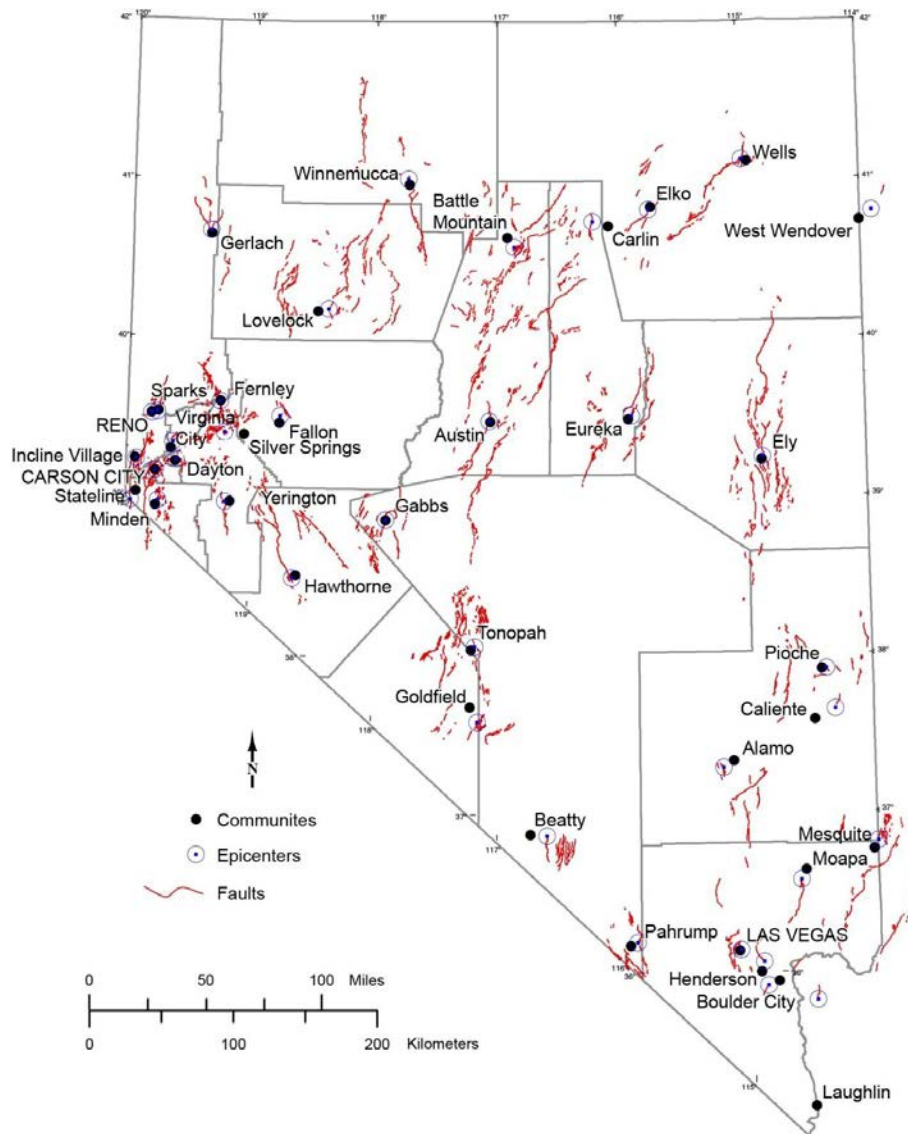 42°
120°
119°
118°
117°
116°
115°
114°
42°
41°
41°
Winnemucca
Wells
Battle
Mountain
Elko
Carlin
West Wendover
Gerlach
Lovelock
40°
40°
Sparks
Fernley
RENO
Virginia
City
Fallon
Silver Springs
Austin
Eureka
Ely
Incline Village
CARSON CITY
Dayton
Stateline
Minden
Yerington
Gabbs
39°
39°
Hawthorne
119°
38°
38°
Tonopah
Pioche
Goldfield
Caliente
118°
Alamo
N
Communites
Epicenters
Faults
37°
37°
Beatty
117°
Mesquite
Moapa
Pahrump
LAS VEGAS
116°
36°
36°
Henderson
Boulder City
0 50 100 Miles
0 100 200 Kilometers
115°
Laughlin